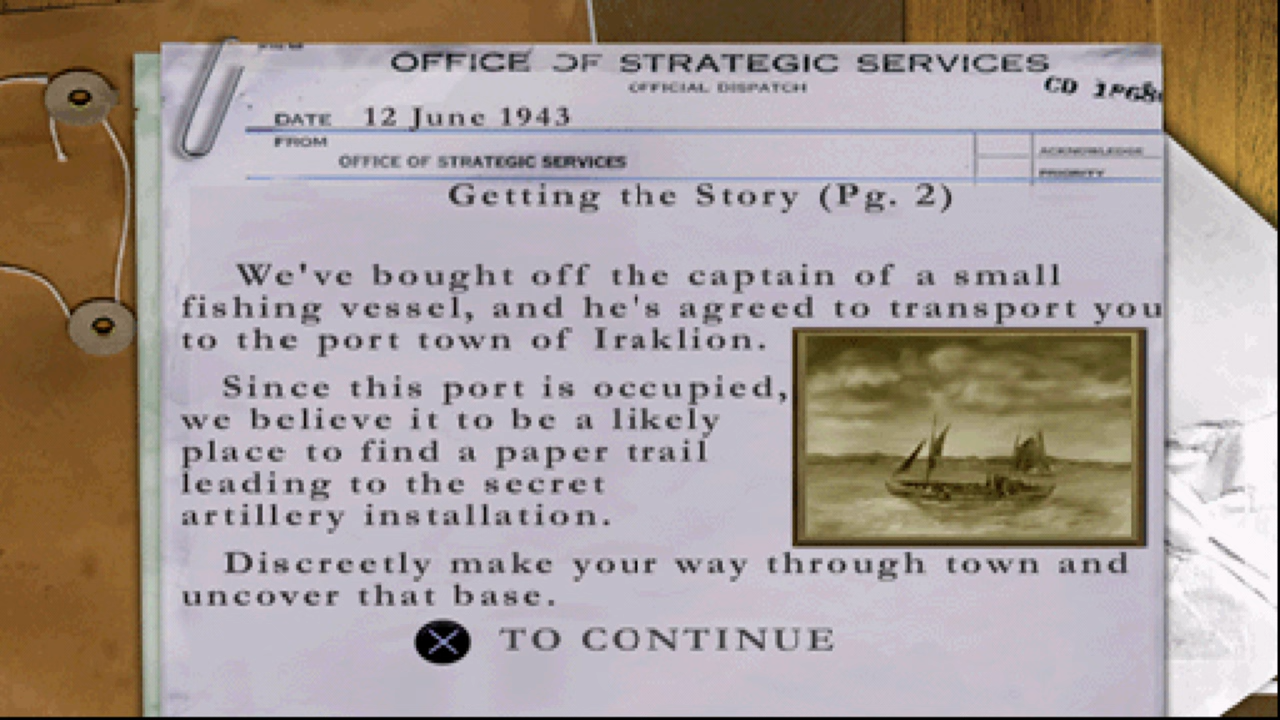 OFFICE OF STRATEGIC SERVICES
OFFICIAL DISPATCH
CD 1P68
DATE 12 June 1943
FROM
OFFICE OF STRATEGIC SERVICES
ACKNOWLEDGE
PRIORITY
Getting the Story (Pg. 2)
We've bought off the captain of a small
fishing vessel, and he's agreed to transport you
to the port town of Iraklion.
Since this port is occupied,
we believe it to be a likely
place to find a paper trail
leading to the secret
artillery installation.
Discreetly make your way through town and
uncover that base.
TO CONTINUE